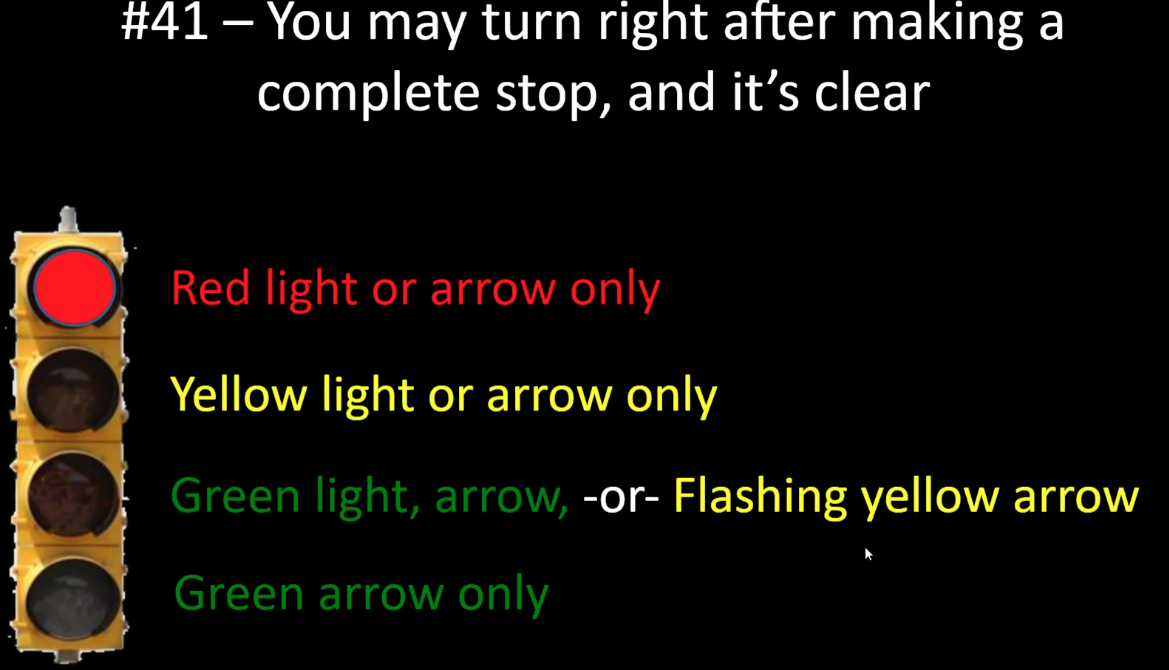 #41 – You may turn right after making a
complete stop, and it’s clear
Red light or arrow only
Yellow light or arrow only
Green light, arrow, -or- Flashing yellow arrow
Green arrow only